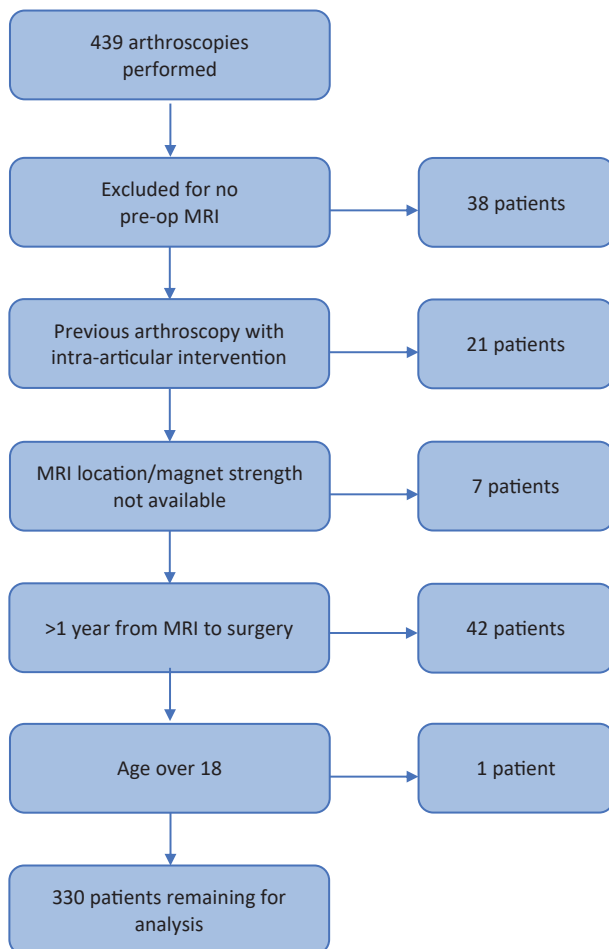 439 arthroscopies
performed
Excluded for no
pre-op MRI
38 patients
Previous arthroscopy with
intra-articular intervention
21 patients
MRI location/magnet strength
not available
7 patients
>1 year from MRI to surgery
42 patients
Age over 18
1 patient
330 patients remaining for
analysis